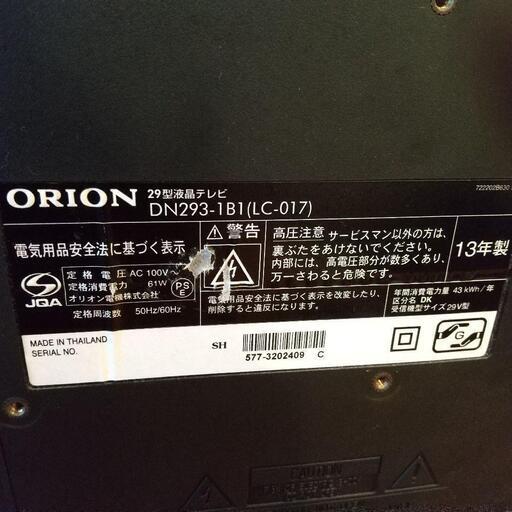 722202B630
ORION
29型液晶テレビ
DN293-1B1(LC-017)
電気用品安全法に基づく表示
JQA
定格電圧 AC 100V～
定格消費電力 61W
オリオン電機株式会社
定格周波数 50Hz/60Hz
PS
E
警告
高圧注意 サービスマン以外の方は、
裏ぶたをあけないでください。
内部には、高電圧部分が数多くあり、
万一さわると危険です。
電気用品安全法に基づく表示を改変したり、
削除すると違反になります。
13年製
年間消費電力量 43 kWh／年
区分名 DK
受信機型サイズ 29V型
MADE IN THAILAND
SERIAL NO.
SH
577-3202409 C
G
CAUTION